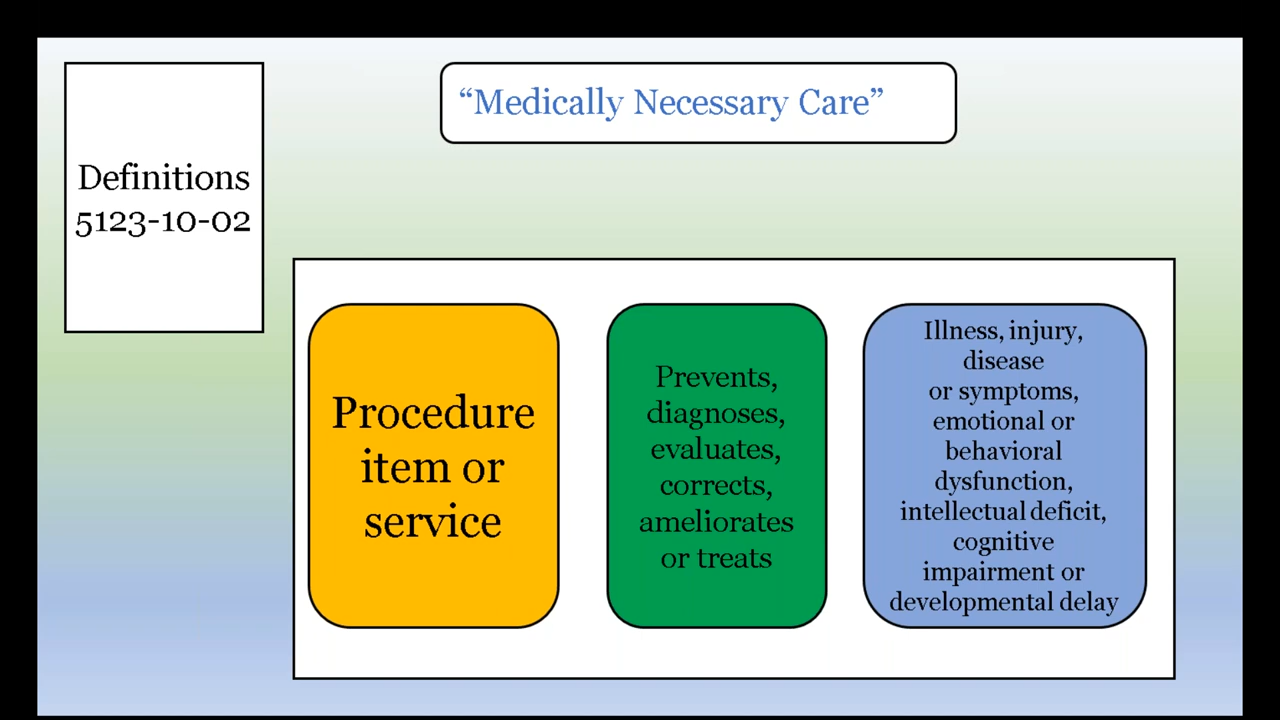 Definitions
5123-10-02
“Medically Necessary Care”
Procedure
item or
service
Prevents,
diagnoses,
evaluates,
corrects,
ameliorates
or treats
Illness, injury,
disease
or symptoms,
emotional or
behavioral
dysfunction,
intellectual deficit,
cognitive
impairment or
developmental delay